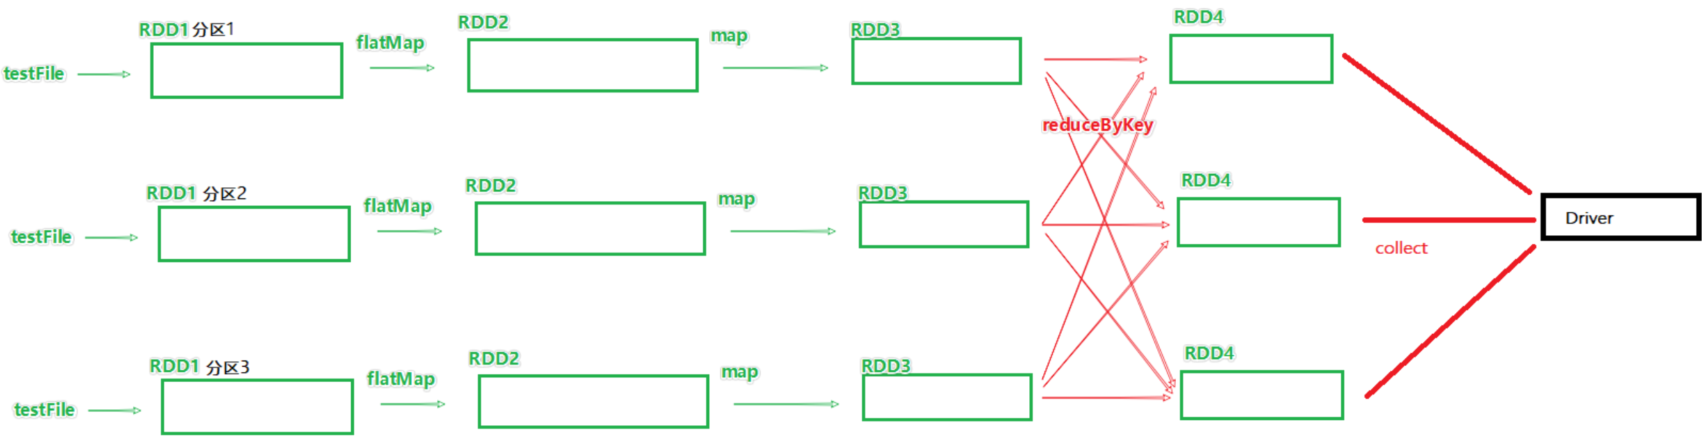 RDD1 分区1
RDD2
RDD3
RDD4
testFile
flatMap
map
reduceByKey
RDD1 分区2
RDD2
RDD3
RDD4
testFile
flatMap
map
Driver
collect
RDD1 分区3
RDD2
RDD3
RDD4
testFile
flatMap
map